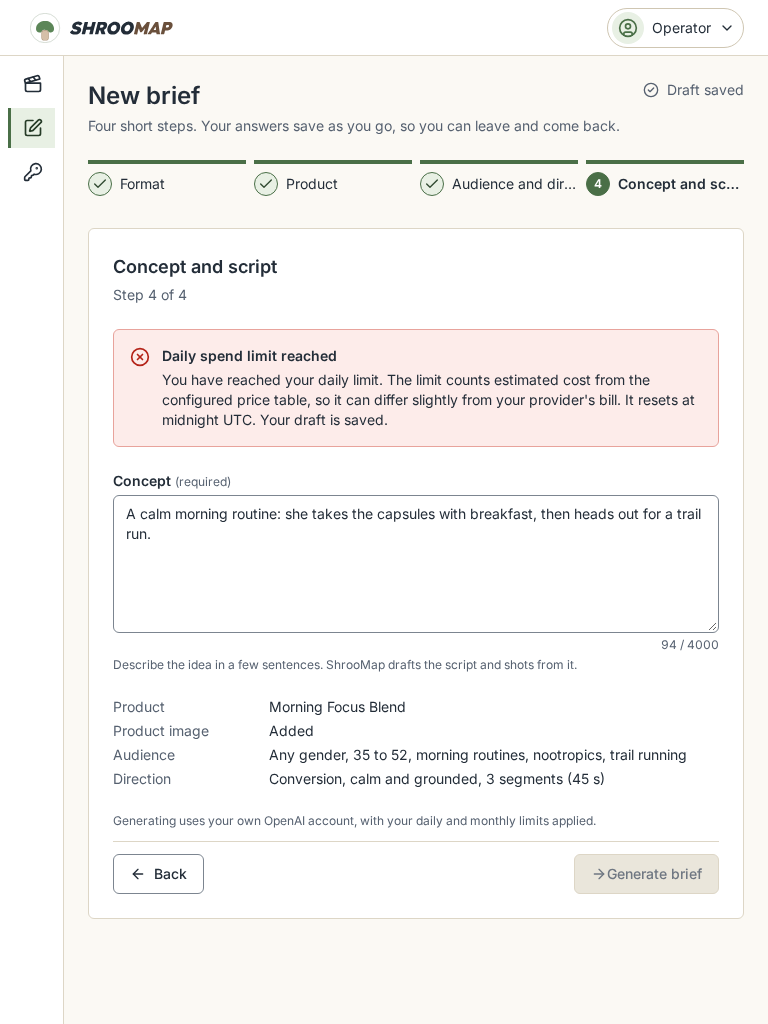 SHROOMAP
Operator
New brief
Draft saved
Four short steps. Your answers save as you go, so you can leave and come back.
Format
Product
Audience and dir...
4
Concept and sc...
Concept and script
Step 4 of 4
Daily spend limit reached
You have reached your daily limit. The limit counts estimated cost from the
configured price table, so it can differ slightly from your provider's bill. It resets at
midnight UTC. Your draft is saved.
Concept (required)
A calm morning routine: she takes the capsules with breakfast, then heads out for a trail
run.
94 / 4000
Describe the idea in a few sentences. ShrooMap drafts the script and shots from it.
Product Morning Focus Blend
Product image Added
Audience Any gender, 35 to 52, morning routines, nootropics, trail running
Direction Conversion, calm and grounded, 3 segments (45 s)
Generating uses your own OpenAI account, with your daily and monthly limits applied.
Back
Generate brief